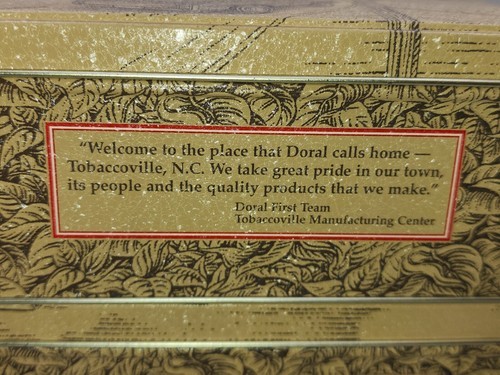 “Welcome to the place that Doral calls home —
Tobaccoville, N.C. We take great pride in our town,
its people and the quality products that we make.”
Doral First Team
Tobaccoville Manufacturing Center